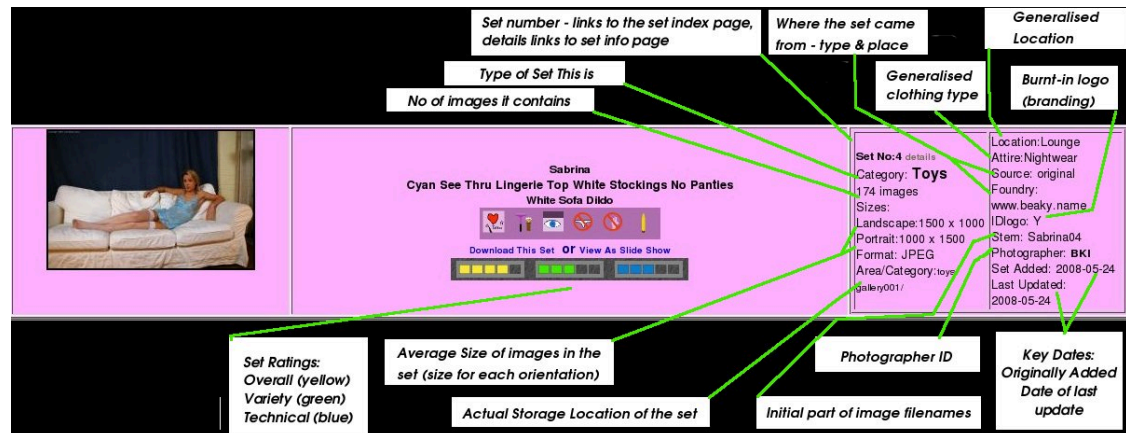 Set number - links to the set index page,
details links to set info page
Where the set came
from - type & place
Generalised
Location
Type of Set This is
Generalised
clothing type
Burnt-in logo
(branding)
No of images it contains
Sabrina
Cyan See Thru Lingerie Top White Stockings No Panties
White Sofa Dildo
Download This Set or View As Slide Show
Set No:4 details
Category: Toys
174 images
Sizes:
Landscape:1500 x 1000
Portrait:1000 x 1500
Format: JPEG
Area/Category:toys
gallery001/
Location:Lounge
Attire:Nightwear
Source: original
Foundry:
www.beaky.name
IDlogo: Y
Stem: Sabrina04
Photographer: BKI
Set Added: 2008-05-24
Last Updated:
2008-05-24
Set Ratings:
Overall (yellow)
Variety (green)
Technical (blue)
Average Size of images in the
set (size for each orientation)
Actual Storage Location of the set
Photographer ID
Initial part of image filenames
Key Dates:
Originally Added
Date of last
update